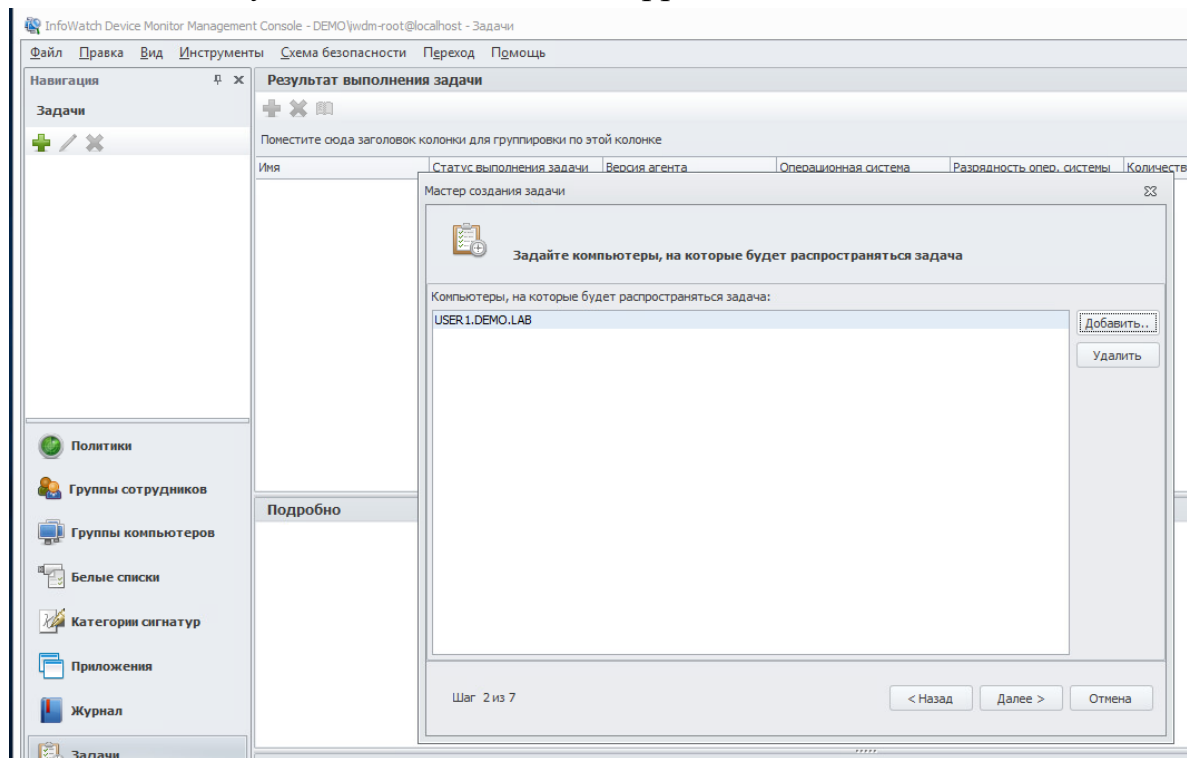 InfoWatch Device Monitor Management Console - DEMO\iwdm-root@localhost - Задачи
Файл Правка Вид Инструменты Схема безопасности Переход Помощь
Навигация
Результат выполнения задачи
Задачи
Поместите сюда заголовок колонки для группировки по этой колонке
Имя Статус выполнения задачи Версия агента Операционная система Разрядность опер. системы Количеств
Мастер создания задачи
Задайте компьютеры, на которые будет распространяться задача
Компьютеры, на которые будет распространяться задача:
USER1.DEMO.LAB
Добавить..
Удалить
Политики
Группы сотрудников
Подробно
Группы компьютеров
Белые списки
Категории сигнатур
Приложения
Шаг 2 из 7
< Назад Далее > Отмена
Журнал
Задачи